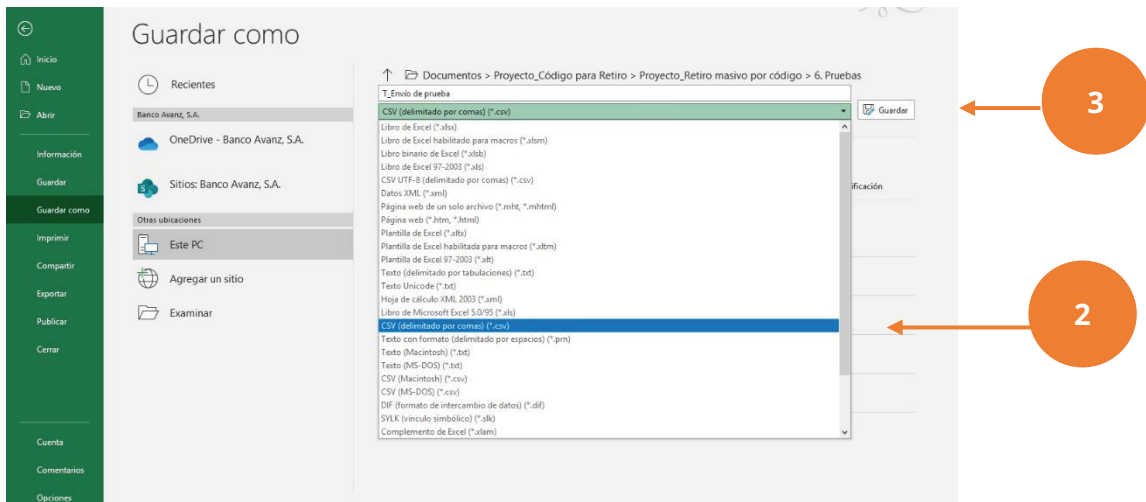 Guardar como
Inicio
Nuevo
Abrir
Información
Guardar
Guardar como
Imprimir
Compartir
Exportar
Publicar
Cerrar
Cuenta
Comentarios
Opciones
Recientes
Banco Avanz, S.A.
OneDrive - Banco Avanz, S.A.
Sitios: Banco Avanz, S.A.
Otras ubicaciones
Este PC
Agregar un sitio
Examinar
Documentos > Proyecto_Código para Retiro > Proyecto_Retiro masivo por código > 6. Pruebas
T_Envío de prueba
CSV (delimitado por comas) (*.csv)
Guardar
Libro de Excel (*.xlsx)
Libro de Excel habilitado para macros (*.xlsm)
Libro binario de Excel (*.xlsb)
Libro de Excel 97-2003 (*.xls)
CSV UTF-8 (delimitado por comas) (*.csv)
Datos XML (*.xml)
Página web de un solo archivo (*.mht, *.mhtml)
Página web (*.htm, *.html)
Plantilla de Excel (*.xltx)
Plantilla de Excel habilitada para macros (*.xltm)
Plantilla de Excel 97-2003 (*.xlt)
Texto (delimitado por tabulaciones) (*.txt)
Texto Unicode (*.txt)
Hoja de cálculo XML 2003 (*.xml)
Libro de Microsoft Excel 5.0/95 (*.xls)
CSV (delimitado por comas) (*.csv)
Texto con formato (delimitado por espacios) (*.prn)
Texto (Macintosh) (*.txt)
Texto (MS-DOS) (*.txt)
CSV (Macintosh) (*.csv)
CSV (MS-DOS) (*.csv)
DIF (formato de intercambio de datos) (*.dif)
SYLK (vínculo simbólico) (*.slk)
Complemento de Excel (*.xlam)
ificación
3
2